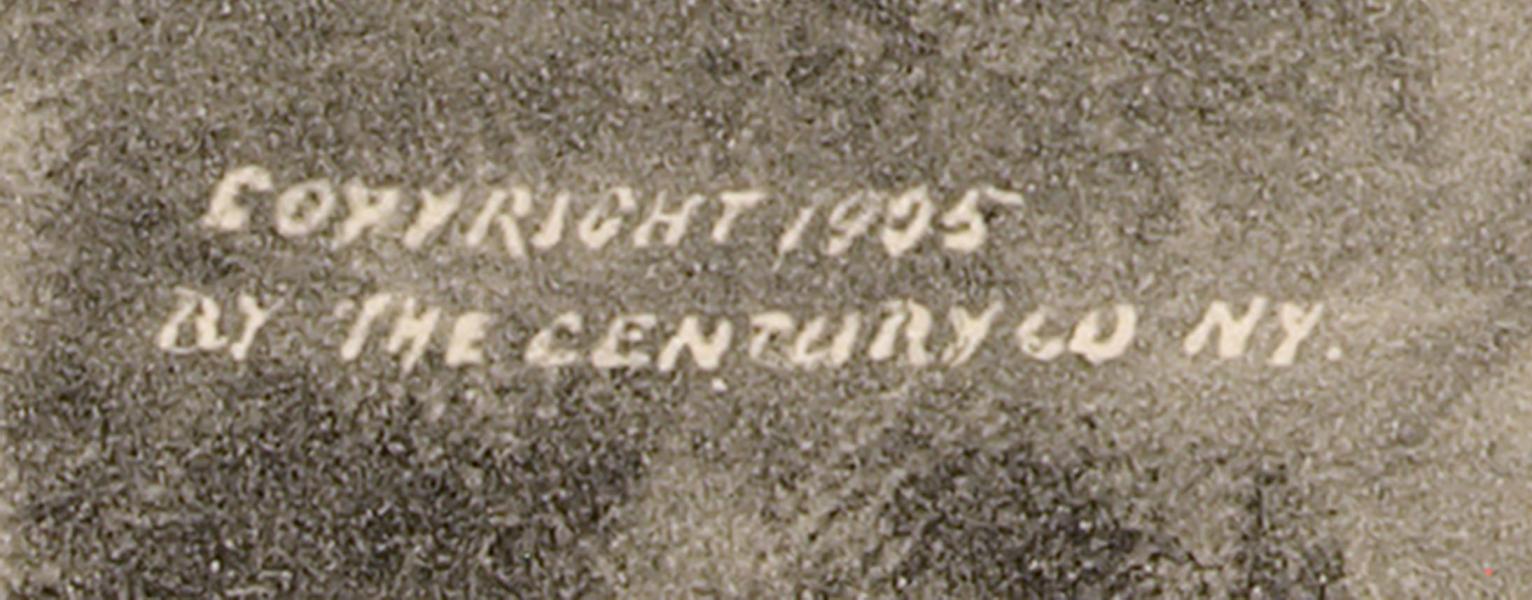 COPYRIGHT 1905
BY THE CENTURY CO NY.